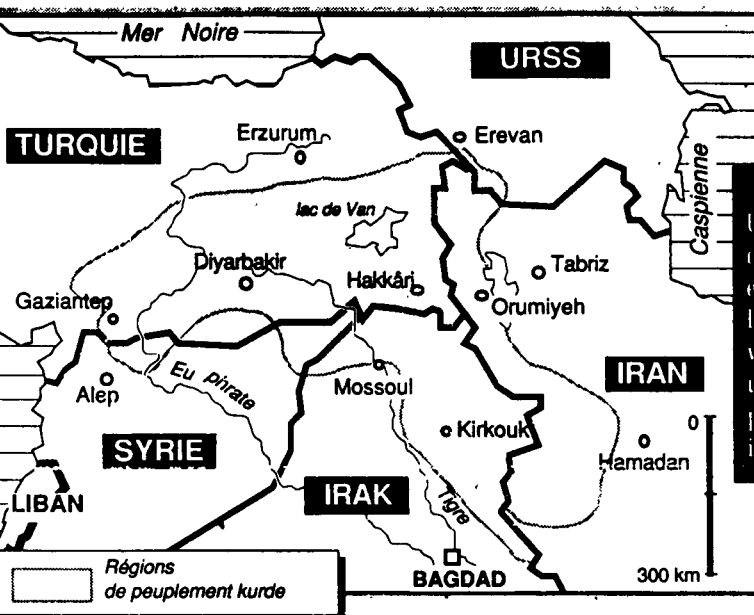 Mer Noire
URSS
TURQUIE
Erzurum
Erevan
Caspienne
lac de Van
Diyarbakir
Hakkâri
Tabriz
Gaziantep
Orumiyeh
Eu phrate
Alep
Mossoul
IRAN
0
SYRIE
Kirkouk
Hamadan
LIBAN
IRAK
Tigre
Régions
de peuplement kurde
BAGDAD
300 km